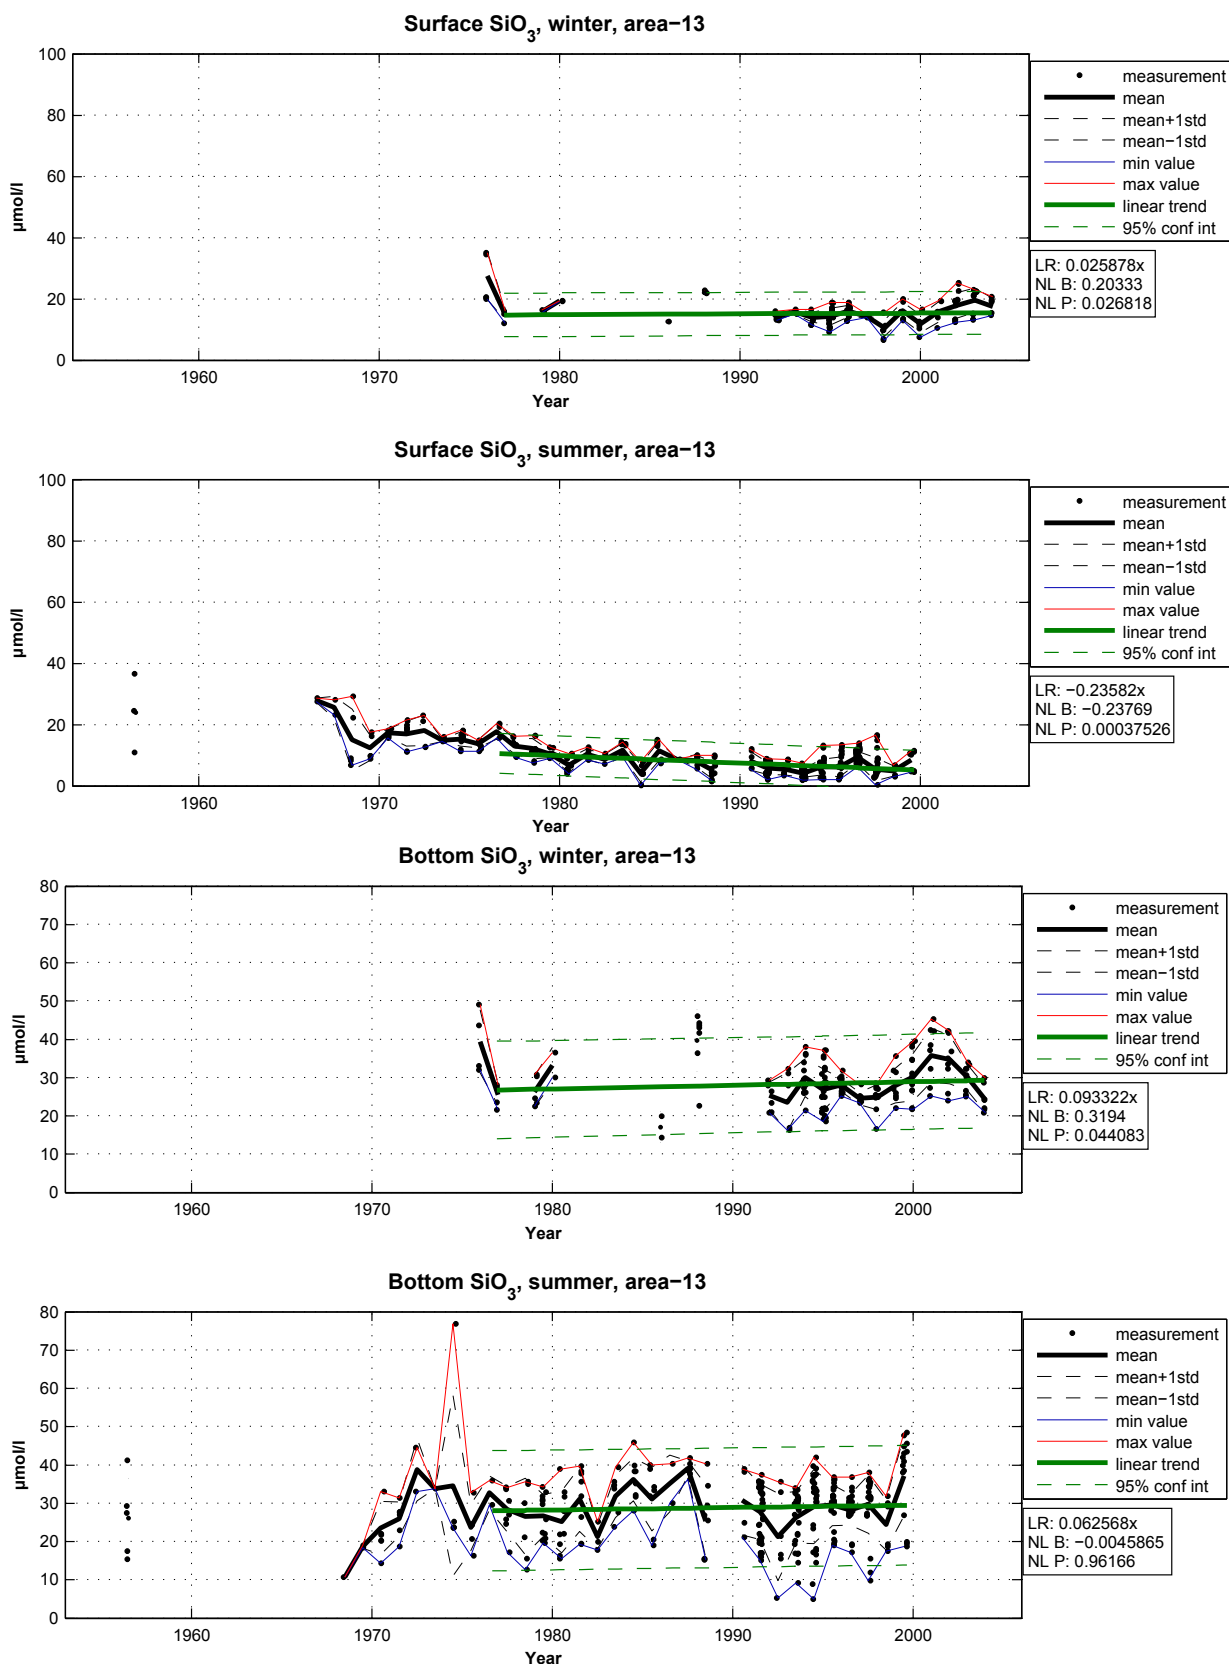 Surface SiO3, winter, area−13
100
80
60
40
20
0
µmol/l
1960 1970 1980 1990 2000
Year
measurement
mean
mean+1std
mean−1std
min value
max value
linear trend
95% conf int
LR: 0.025878x
NL B: 0.20333
NL P: 0.026818
Surface SiO3, summer, area−13
100
80
60
40
20
0
µmol/l
1960 1970 1980 1990 2000
Year
measurement
mean
mean+1std
mean−1std
min value
max value
linear trend
95% conf int
LR: −0.23582x
NL B: −0.23769
NL P: 0.00037526
Bottom SiO3, winter, area−13
80
70
60
50
40
30
20
10
0
µmol/l
1960 1970 1980 1990 2000
Year
measurement
mean
mean+1std
mean−1std
min value
max value
linear trend
95% conf int
LR: 0.093322x
NL B: 0.3194
NL P: 0.044083
Bottom SiO3, summer, area−13
80
70
60
50
40
30
20
10
0
µmol/l
1960 1970 1980 1990 2000
Year
measurement
mean
mean+1std
mean−1std
min value
max value
linear trend
95% conf int
LR: 0.062568x
NL B: −0.0045865
NL P: 0.96166